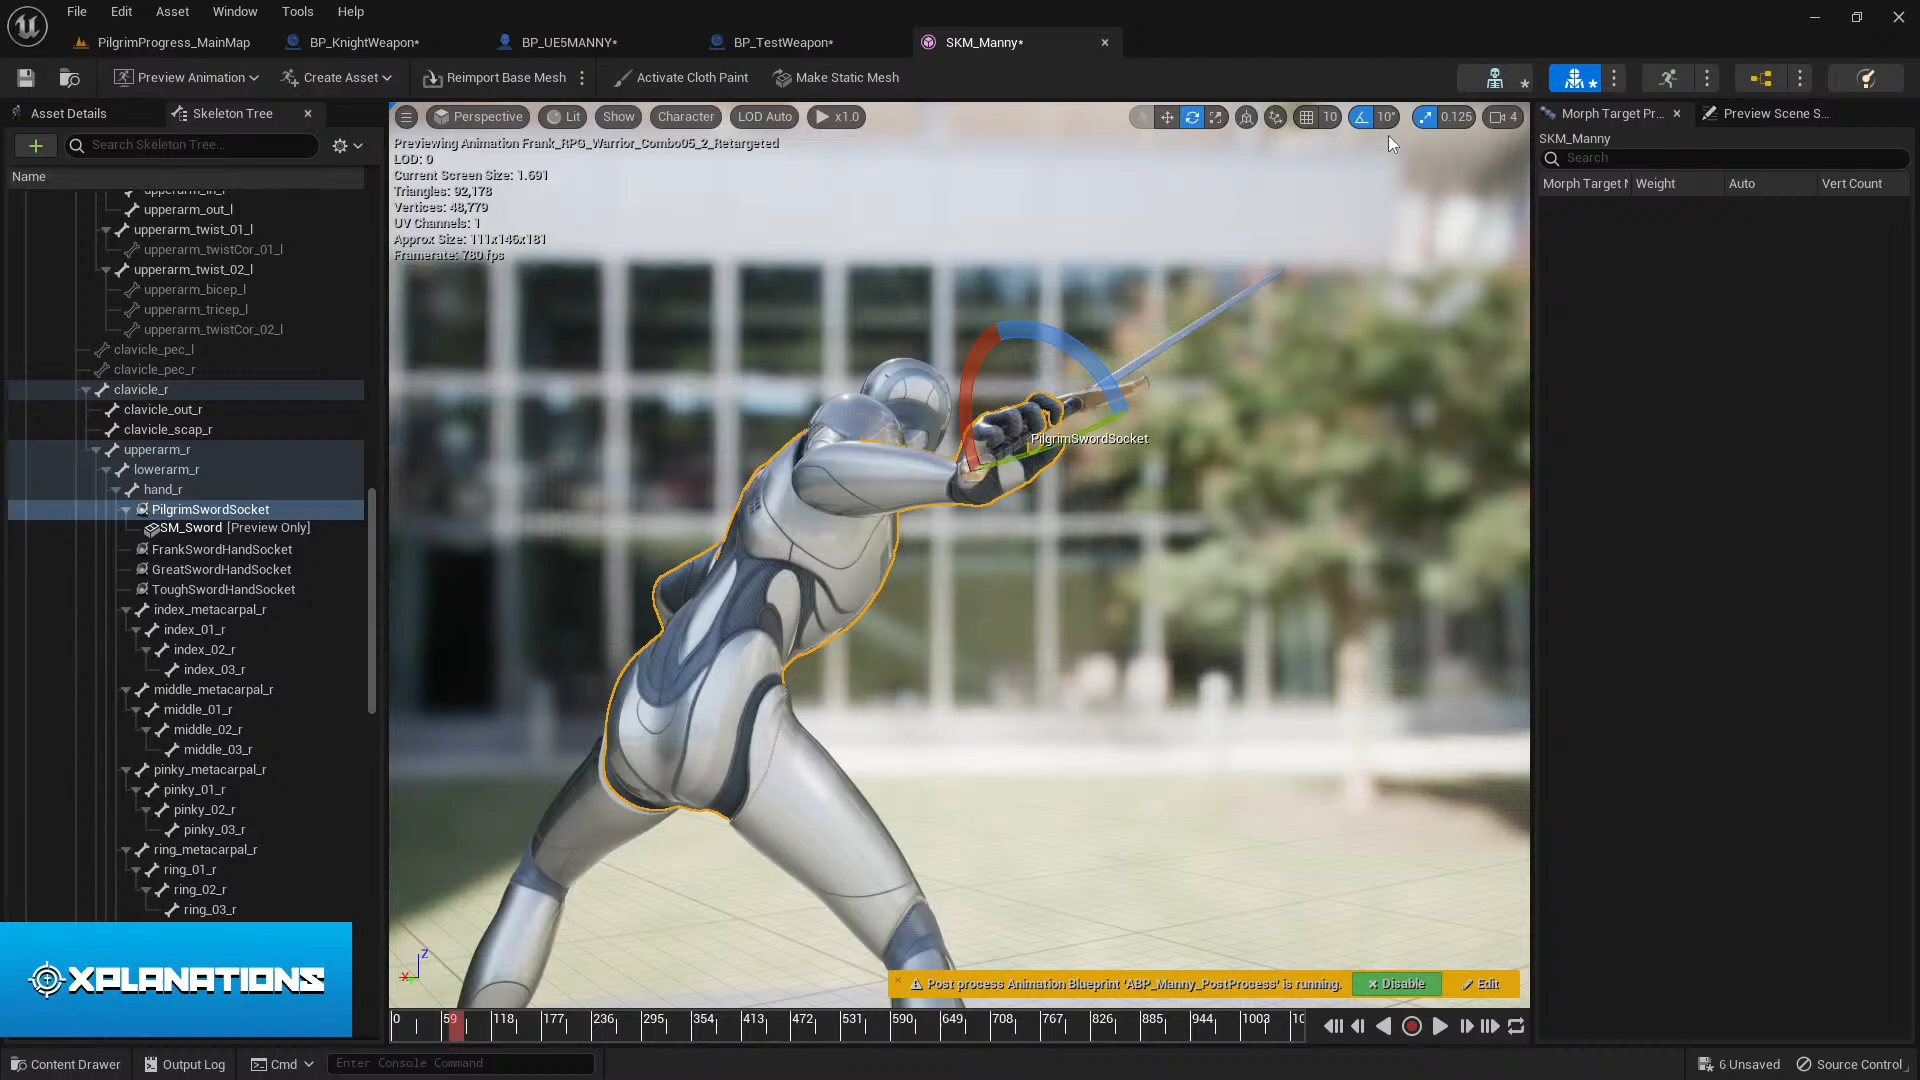 File Edit Asset Window Tools Help
PilgrimProgress_MainMap BP_KnightWeapon* BP_UE5MANNY* BP_TestWeapon* SKM_Manny*
Preview Animation Create Asset Reimport Base Mesh Activate Cloth Paint Make Static Mesh
Asset Details Skeleton Tree
Search Skeleton Tree...
Name
upperarm_out_l
upperarm_twist_01_l
upperarm_twistCor_01_l
upperarm_twist_02_l
upperarm_bicep_l
upperarm_tricep_l
upperarm_twistCor_02_l
clavicle_pec_l
clavicle_pec_r
clavicle_r
clavicle_out_r
clavicle_scap_r
upperarm_r
lowerarm_r
hand_r
PilgrimSwordSocket
SM_Sword [Preview Only]
FrankSwordHandSocket
GreatSwordHandSocket
ToughSwordHandSocket
index_metacarpal_r
index_01_r
index_02_r
index_03_r
middle_metacarpal_r
middle_01_r
middle_02_r
middle_03_r
pinky_metacarpal_r
pinky_01_r
pinky_02_r
pinky_03_r
ring_metacarpal_r
ring_01_r
ring_02_r
ring_03_r
XPLANATIONS
Perspective Lit Show Character LOD Auto x1.0 10 10° 0.125 4
Previewing Animation Frank_RPG_Warrior_Combo05_2_Retargeted
LOD: 0
Current Screen Size: 1.691
Triangles: 92,178
Vertices: 48,779
UV Channels: 1
Approx Size: 111x146x181
Framerate: 780 fps
PilgrimSwordSocket
Z
X
Post process Animation Blueprint 'ABP_Manny_PostProcess' is running. Disable Edit
0 59 118 177 236 295 354 413 472 531 590 649 708 767 826 885 944 1003 10
Morph Target Pr... Preview Scene S...
SKM_Manny
Search
Morph Target N Weight Auto Vert Count
Content Drawer Output Log Cmd Enter Console Command 6 Unsaved Source Control